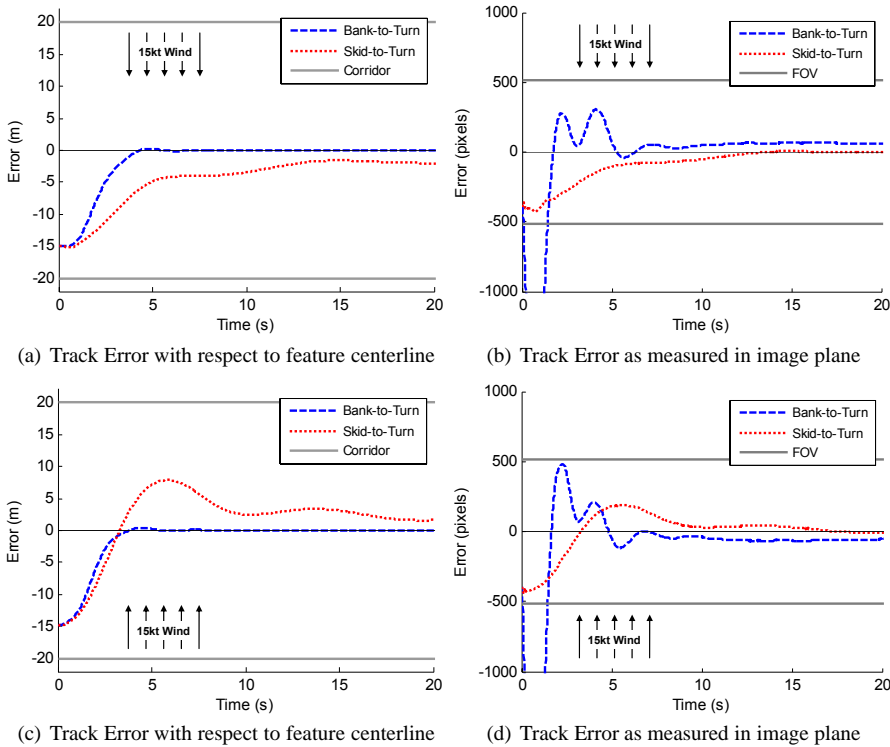 20
15
10
5
0
-5
-10
-15
-20
Error (m)
0 5 10 15 20
Time (s)
15kt Wind
Bank-to-Turn
Skid-to-Turn
Corridor
(a) Track Error with respect to feature centerline
1000
500
0
-500
-1000
Error (pixels)
0 5 10 15 20
Time (s)
15kt Wind
Bank-to-Turn
Skid-to-Turn
FOV
(b) Track Error as measured in image plane
20
15
10
5
0
-5
-10
-15
-20
Error (m)
0 5 10 15 20
Time (s)
Bank-to-Turn
Skid-to-Turn
Corridor
15kt Wind
(c) Track Error with respect to feature centerline
1000
500
0
-500
-1000
Error (pixels)
0 5 10 15 20
Time (s)
Bank-to-Turn
Skid-to-Turn
FOV
15kt Wind
(d) Track Error as measured in image plane